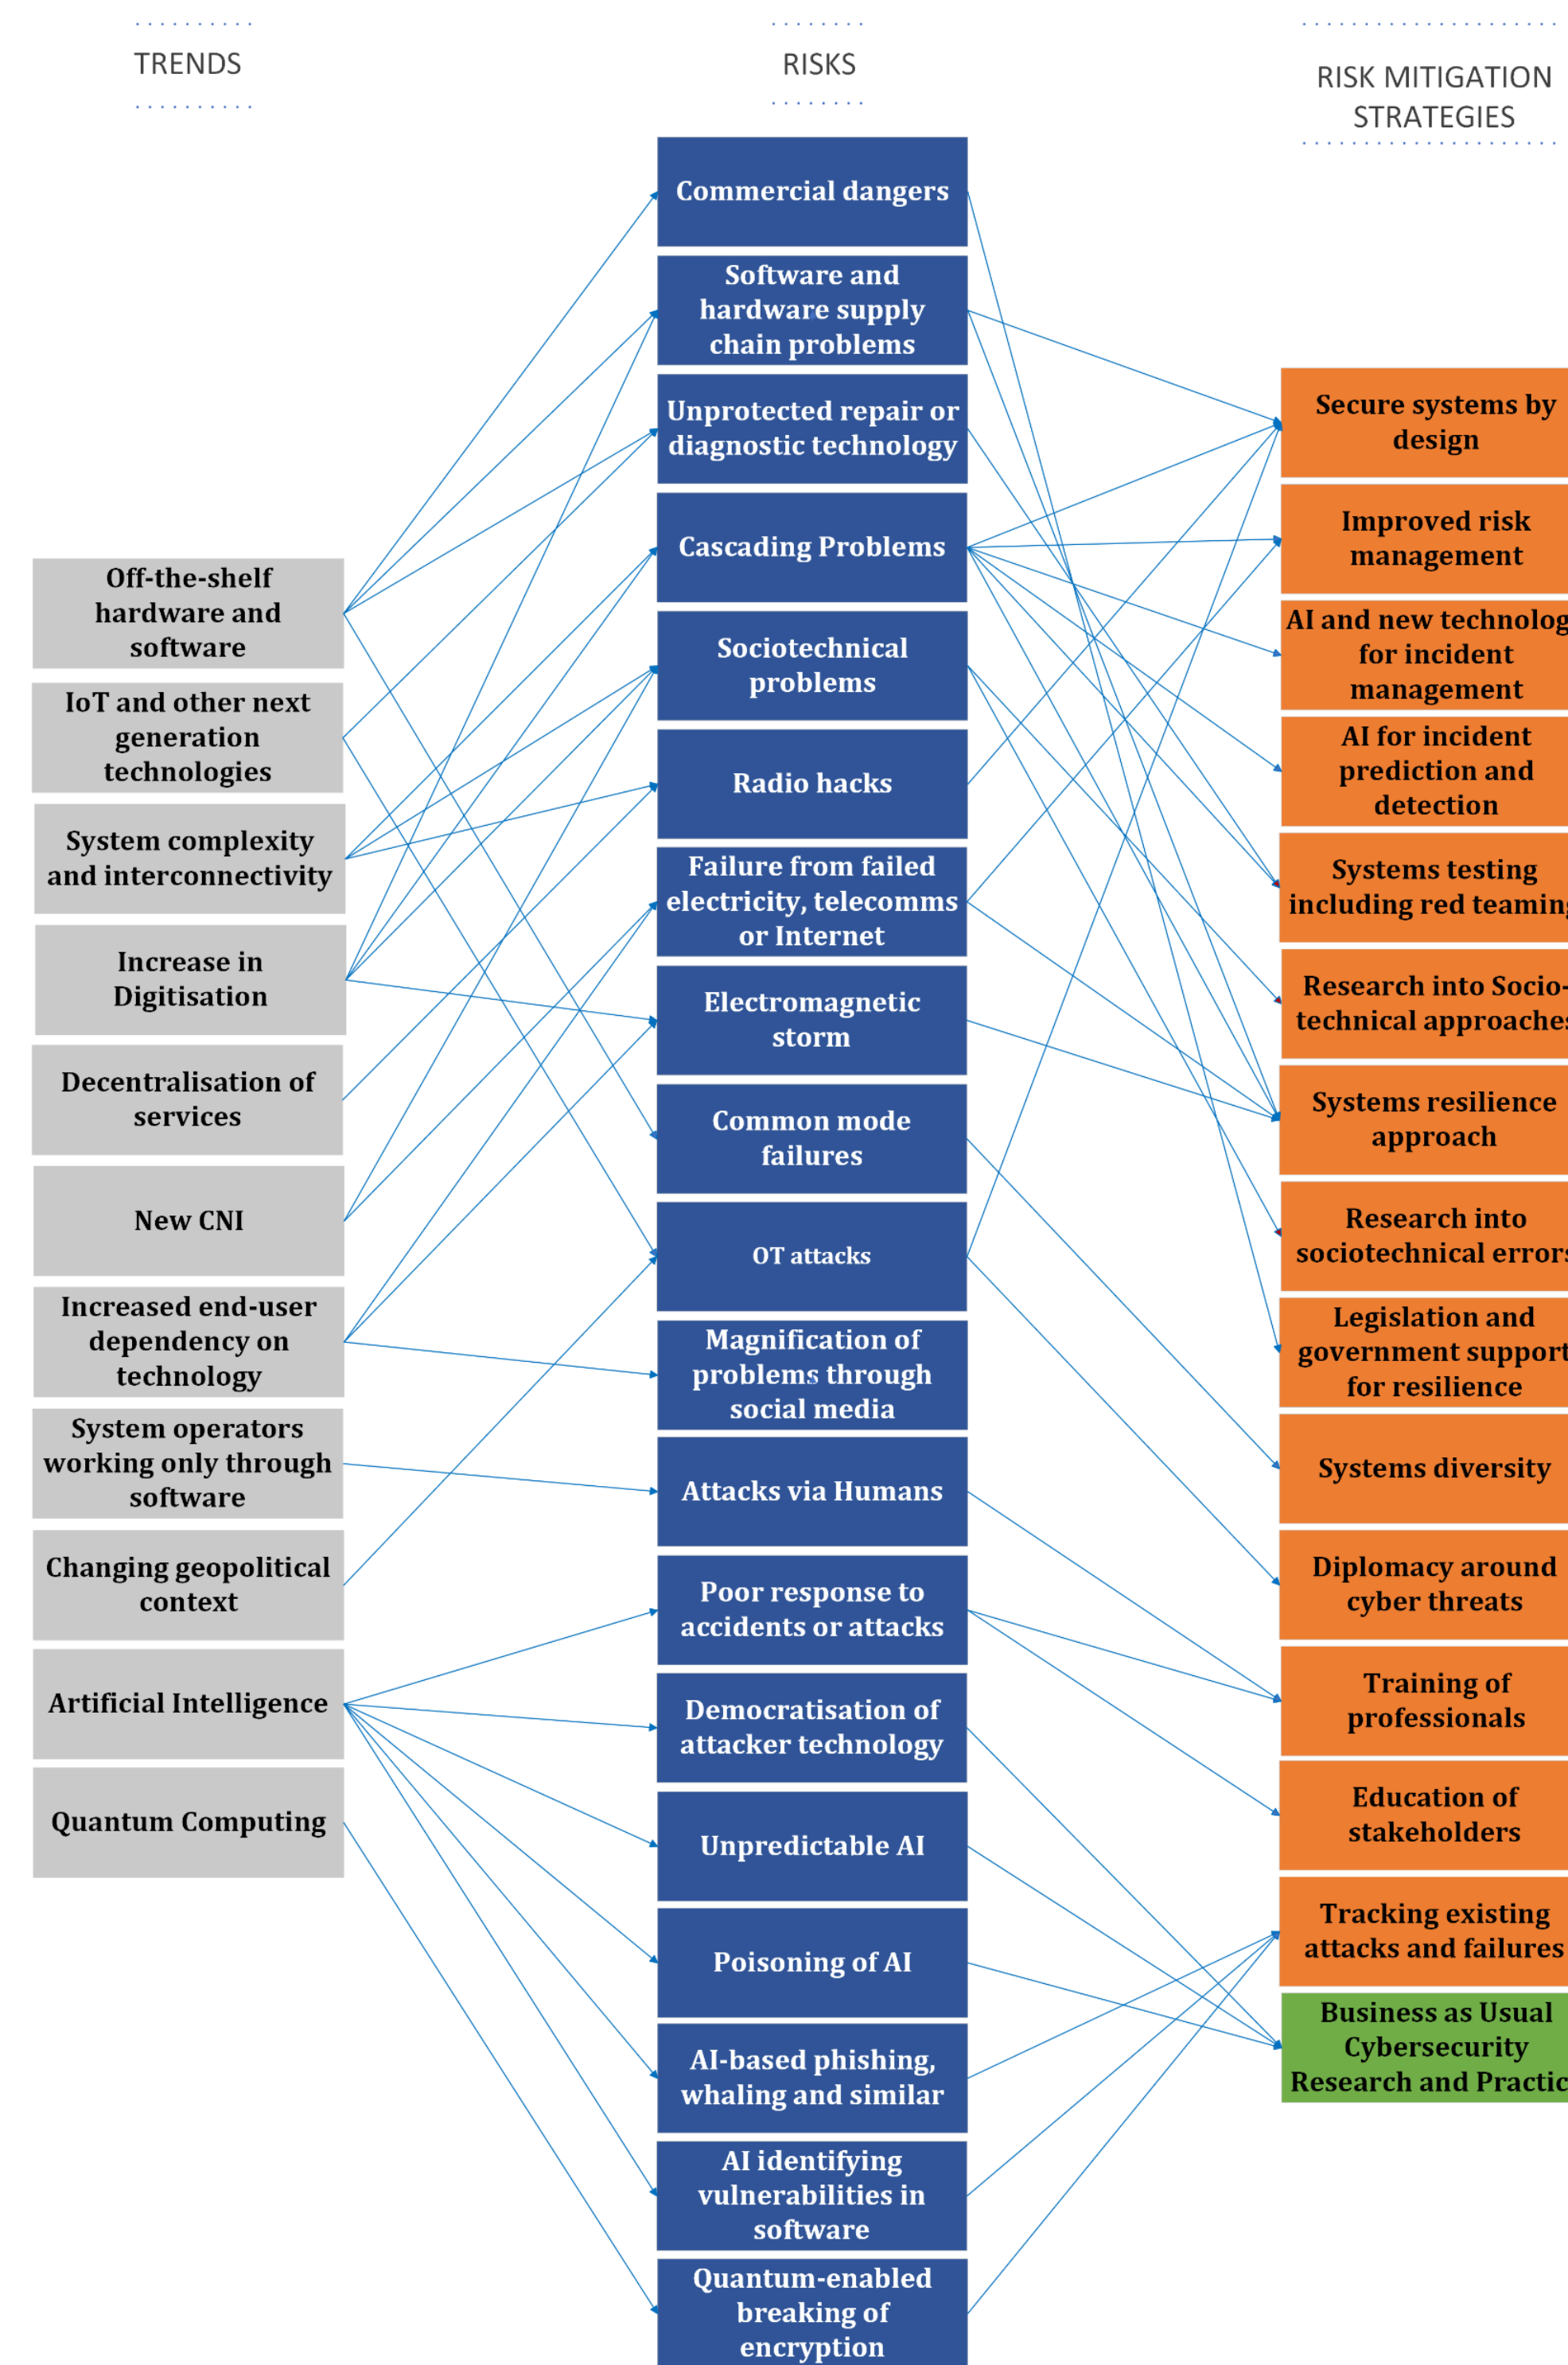 TRENDS
RISKS
RISK MITIGATION
STRATEGIES
Off-the-shelf
hardware and
software
IoT and other next
generation
technologies
System complexity
and interconnectivity
Increase in
Digitisation
Decentralisation of
services
New CNI
Increased end-user
dependency on
technology
System operators
working only through
software
Changing geopolitical
context
Artificial Intelligence
Quantum Computing
Commercial dangers
Software and
hardware supply
chain problems
Unprotected repair or
diagnostic technology
Cascading Problems
Sociotechnical
problems
Radio hacks
Failure from failed
electricity, telecomms
or Internet
Electromagnetic
storm
Common mode
failures
OT attacks
Magnification of
problems through
social media
Attacks via Humans
Poor response to
accidents or attacks
Democratisation of
attacker technology
Unpredictable AI
Poisoning of AI
AI-based phishing,
whaling and similar
AI identifying
vulnerabilities in
software
Quantum-enabled
breaking of
encryption
Secure systems by
design
Improved risk
management
AI and new technolog
for incident
management
AI for incident
prediction and
detection
Systems testing
including red teaming
Research into Socio-
technical approaches
Systems resilience
approach
Research into
sociotechnical errors
Legislation and
government support
for resilience
Systems diversity
Diplomacy around
cyber threats
Training of
professionals
Education of
stakeholders
Tracking existing
attacks and failures
Business as Usual
Cybersecurity
Research and Practic